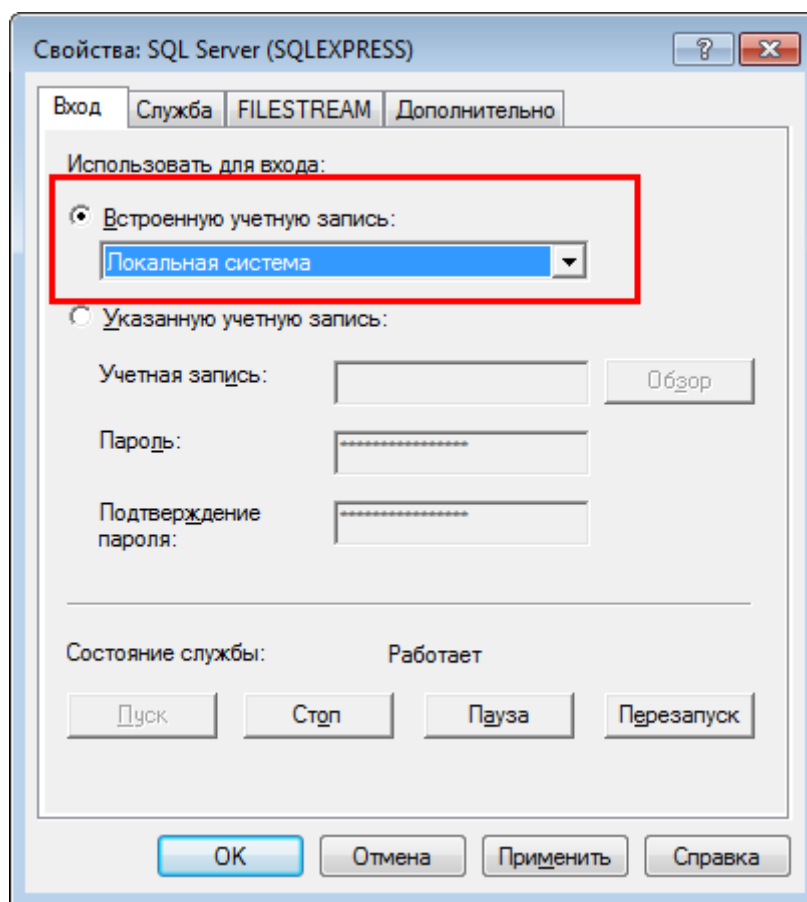 Свойства: SQL Server (SQLEXPRESS)
Вход Служба FILESTREAM Дополнительно
Использовать для входа:
Встроенную учетную запись:
Локальная система
Указанную учетную запись:
Учетная запись: Обзор
Пароль: ****************
Подтверждение пароля: ****************
Состояние службы: Работает
Пуск Стоп Пауза Перезапуск
OK Отмена Применить Справка